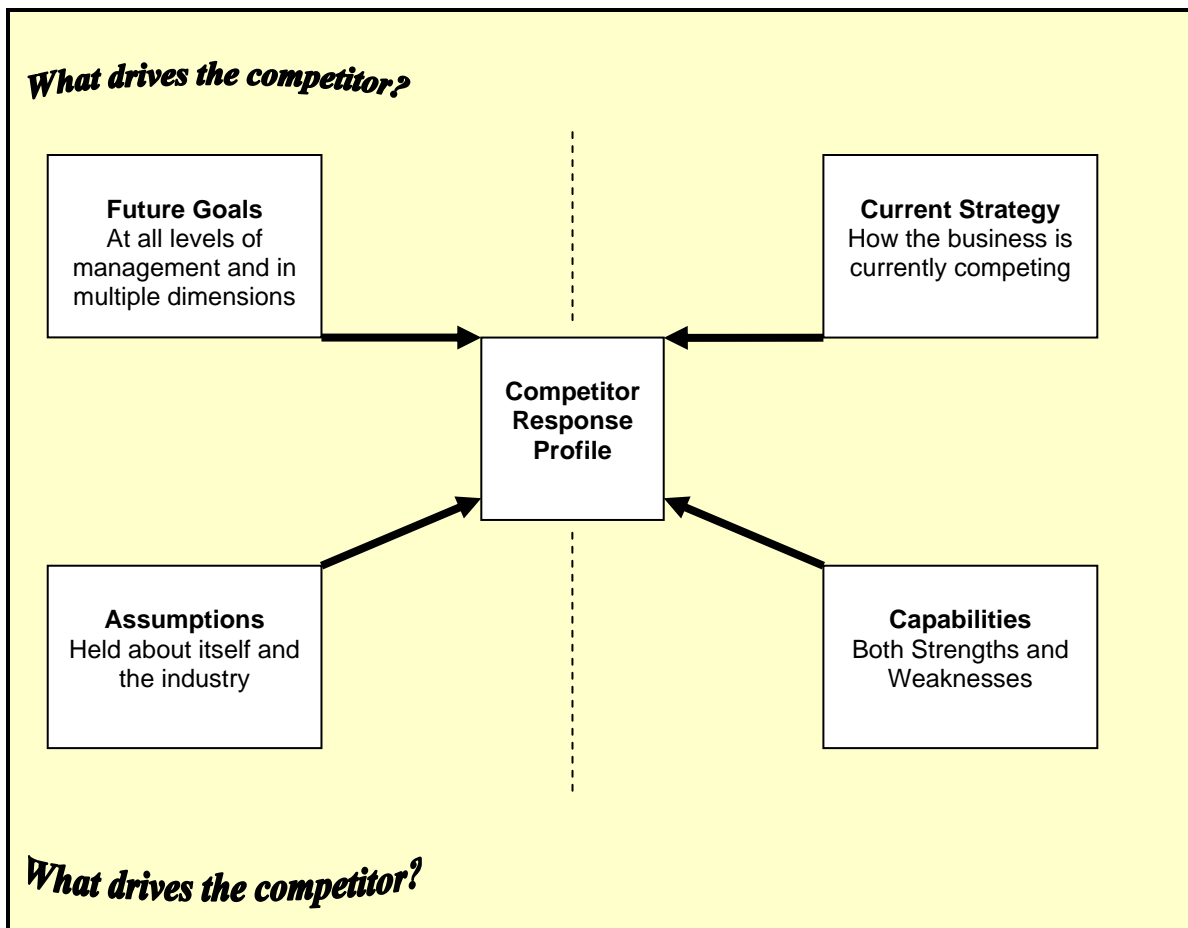 What drives the competitor?
Future Goals
At all levels of
management and in
multiple dimensions
Current Strategy
How the business is
currently competing
Competitor
Response
Profile
Assumptions
Held about itself and
the industry
Capabilities
Both Strengths and
Weaknesses
What drives the competitor?